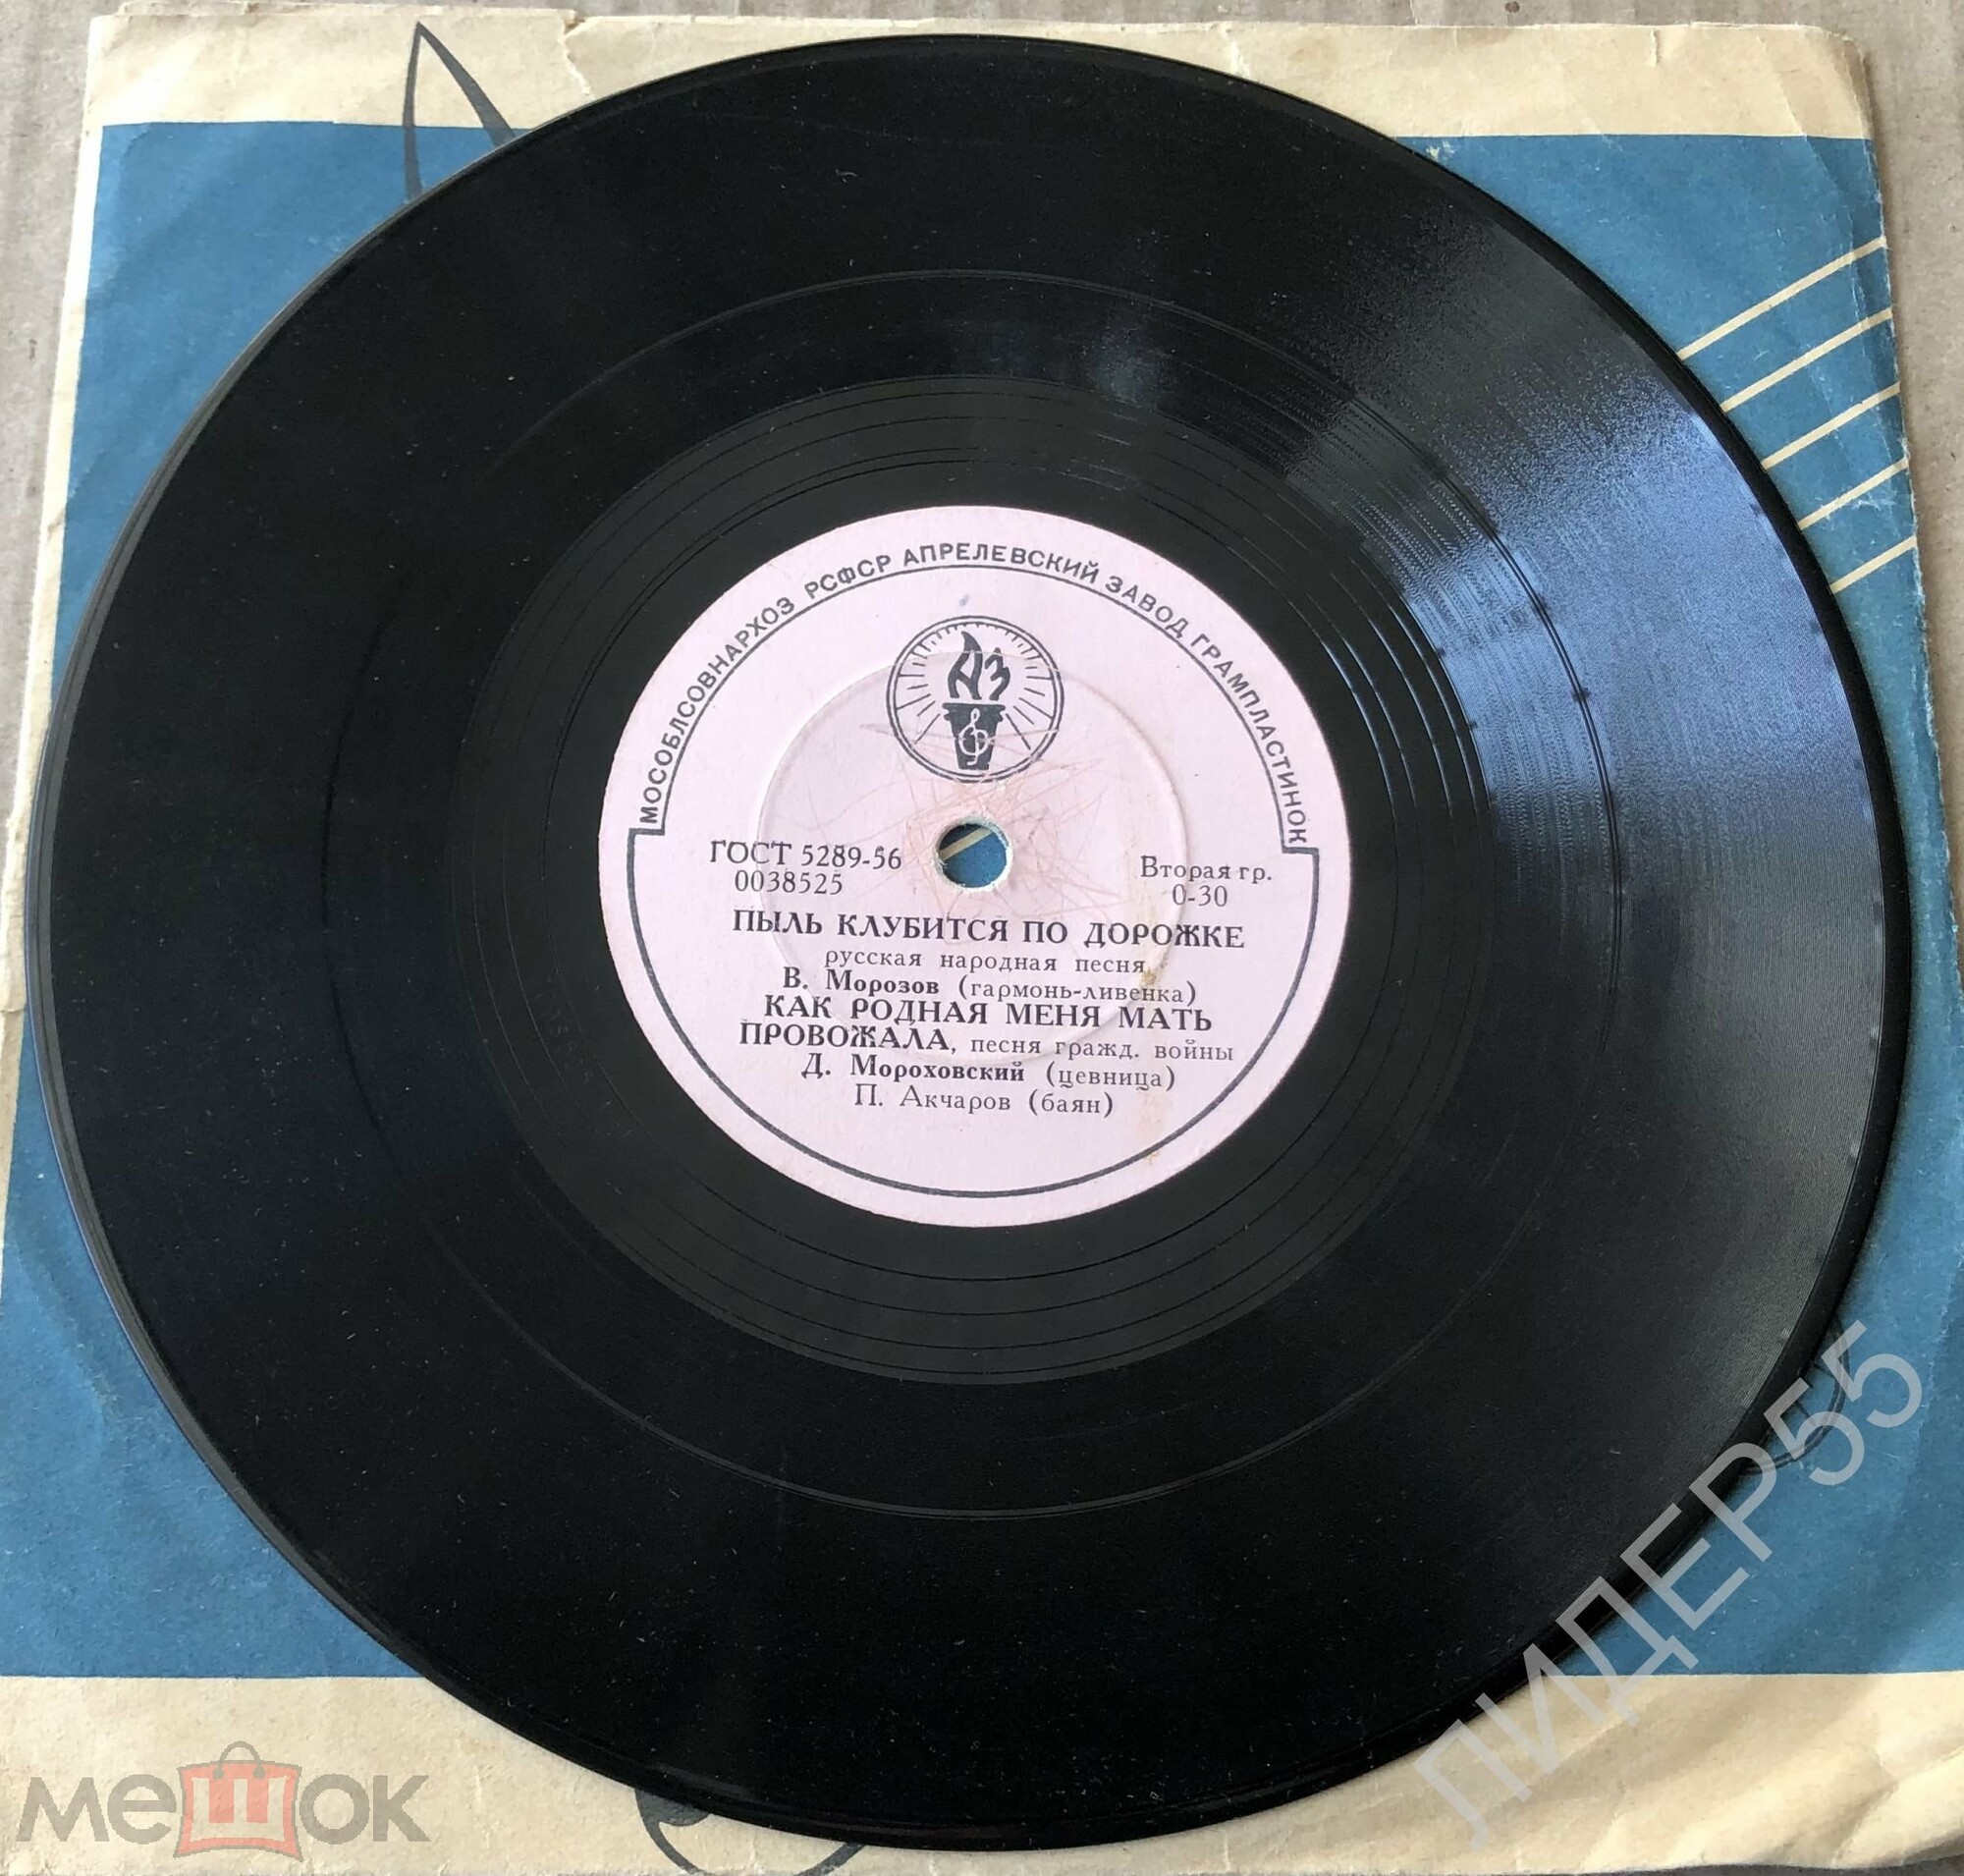 МОСОБЛСОВНАРХОЗ РСФСР АПРЕЛЕВСКИЙ ЗАВОД ГРАМПЛАСТИНОК
АЗ
ГОСТ 5289-56
0038525
Вторая гр.
0-30
ПЫЛЬ КЛУБИТСЯ ПО ДОРОЖКЕ
русская народная песня
В. Морозов (гармонь-ливенка)
КАК РОДНАЯ МЕНЯ МАТЬ
ПРОВОЖАЛА, песня гражд. войны
Д. Мороховский (цевница)
П. Акчаров (баян)
ЛИДЕР55
мешок